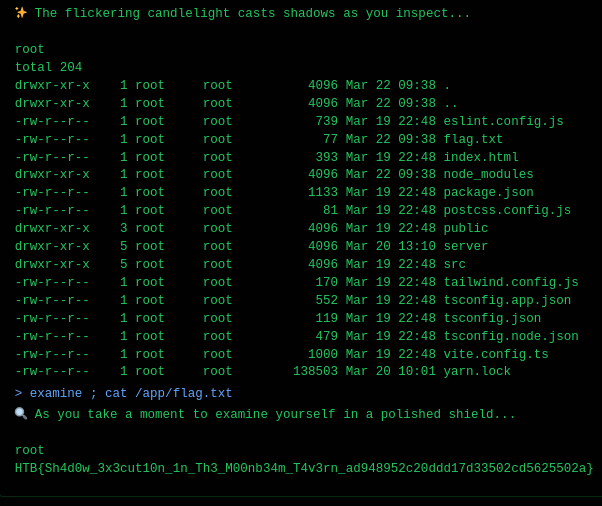 ✨ The flickering candlelight casts shadows as you inspect...
root
total 204
drwxr-xr-x    1 root     root          4096 Mar 22 09:38 .
drwxr-xr-x    1 root     root          4096 Mar 22 09:38 ..
-rw-r--r--    1 root     root           739 Mar 19 22:48 eslint.config.js
-rw-r--r--    1 root     root            77 Mar 22 09:38 flag.txt
-rw-r--r--    1 root     root           393 Mar 19 22:48 index.html
drwxr-xr-x    1 root     root          4096 Mar 22 09:38 node_modules
-rw-r--r--    1 root     root          1133 Mar 19 22:48 package.json
-rw-r--r--    1 root     root            81 Mar 19 22:48 postcss.config.js
drwxr-xr-x    3 root     root          4096 Mar 19 22:48 public
drwxr-xr-x    5 root     root          4096 Mar 20 13:10 server
drwxr-xr-x    5 root     root          4096 Mar 19 22:48 src
-rw-r--r--    1 root     root           170 Mar 19 22:48 tailwind.config.js
-rw-r--r--    1 root     root           552 Mar 19 22:48 tsconfig.app.json
-rw-r--r--    1 root     root           119 Mar 19 22:48 tsconfig.json
-rw-r--r--    1 root     root           479 Mar 19 22:48 tsconfig.node.json
-rw-r--r--    1 root     root          1000 Mar 19 22:48 vite.config.ts
-rw-r--r--    1 root     root        138503 Mar 20 10:01 yarn.lock
> examine ; cat /app/flag.txt
🔍 As you take a moment to examine yourself in a polished shield...
root
HTB{Sh4d0w_3x3cut10n_1n_Th3_M00nb34m_T4v3rn_ad948952c20ddd17d33502cd5625502a}